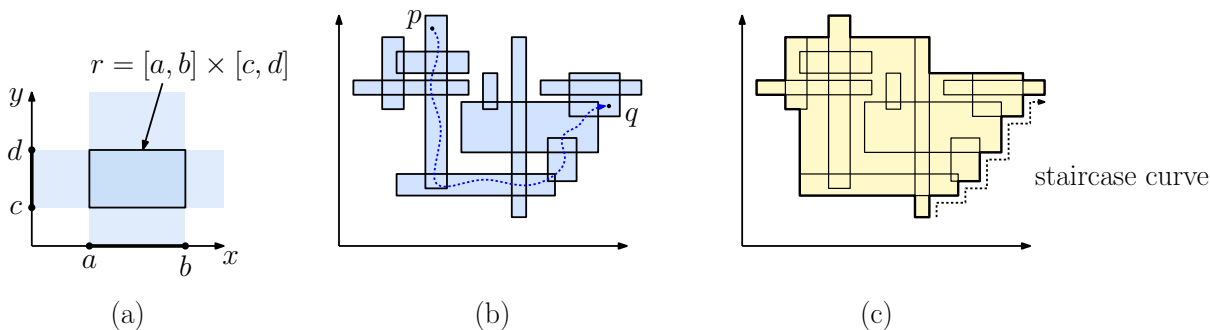 r = [a, b] × [c, d]
y
d
c
a
b
x
(a)
p
q
(b)
staircase curve
(c)